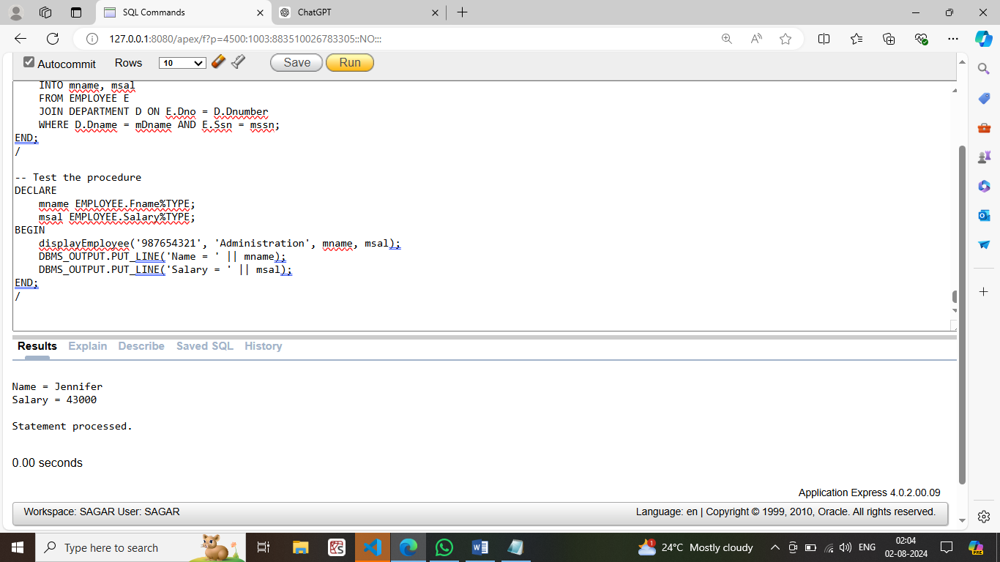 SQL Commands
ChatGPT
127.0.0.1:8080/apex/f?p=4500:1003:883510026783305::NO:::
Autocommit Rows 10 Save Run
INTO mname, msal
FROM EMPLOYEE E
JOIN DEPARTMENT D ON E.Dno = D.Dnumber
WHERE D.Dname = mDname AND E.Ssn = mssn;
END;
/
-- Test the procedure
DECLARE
mname EMPLOYEE.Fname%TYPE;
msal EMPLOYEE.Salary%TYPE;
BEGIN
displayEmployee('987654321', 'Administration', mname, msal);
DBMS_OUTPUT.PUT_LINE('Name = ' || mname);
DBMS_OUTPUT.PUT_LINE('Salary = ' || msal);
END;
/
Results Explain Describe Saved SQL History
Name = Jennifer
Salary = 43000
Statement processed.
0.00 seconds
Application Express 4.0.2.00.09
Workspace: SAGAR User: SAGAR
Language: en | Copyright © 1999, 2010, Oracle. All rights reserved.
Type here to search
1
24°C Mostly cloudy
ENG
02:04
02-08-2024
PRE